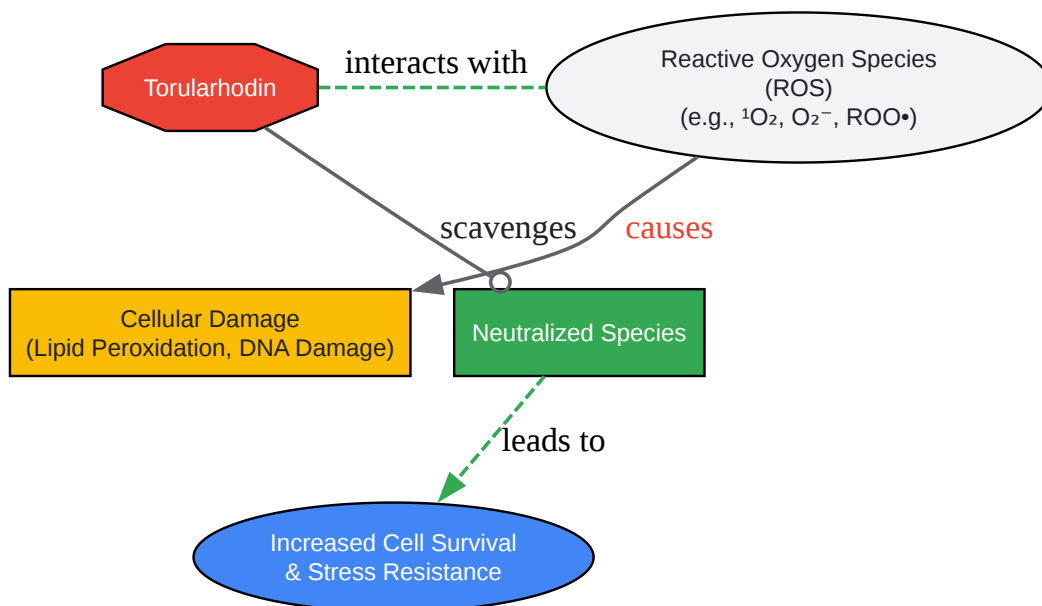 Torularhodin
interacts with
Reactive Oxygen Species
(ROS)
(e.g., ¹O₂, O₂⁻, ROO•)
scavenges
causes
Cellular Damage
(Lipid Peroxidation, DNA Damage)
Neutralized Species
leads to
Increased Cell Survival
& Stress Resistance